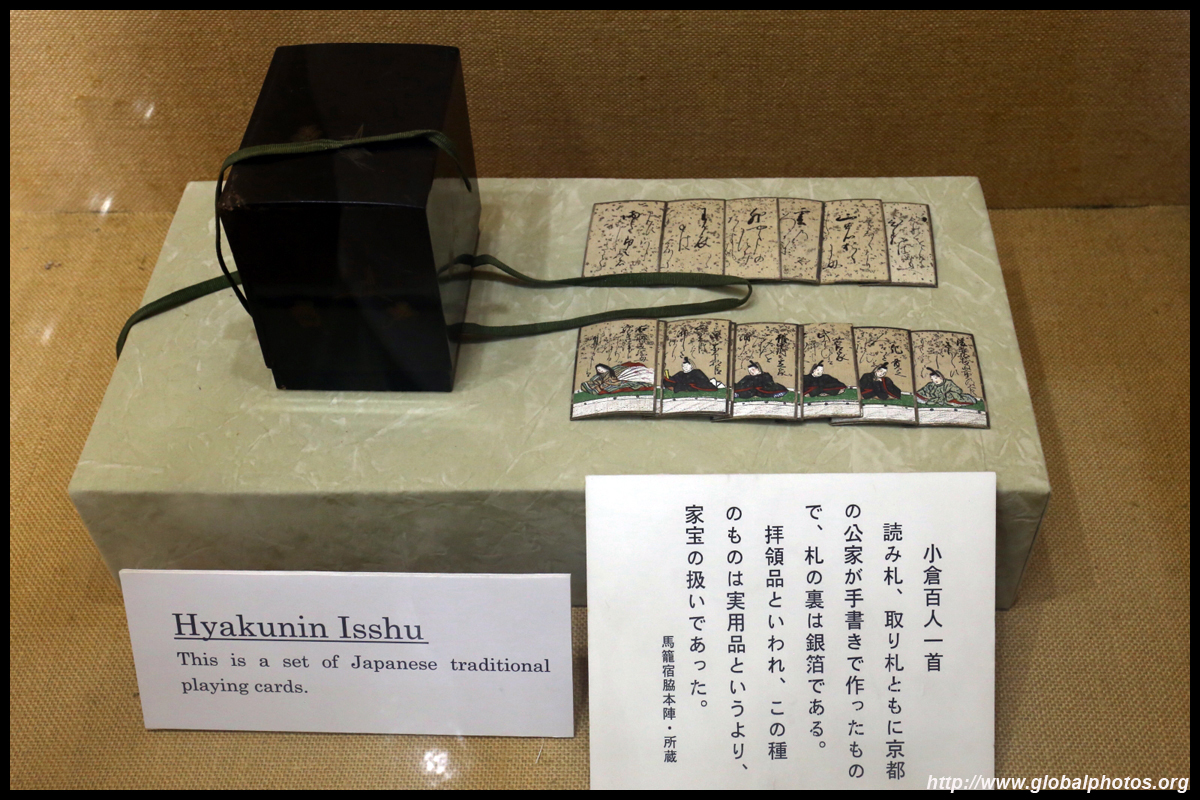 Hyakunin Isshu
This is a set of Japanese traditional
playing cards.
小倉百人一首
読み札、取り札ともに京都
の公家が手書きで作ったもの
で、札の裏は銀箔である。
拝領品といわれ、この種
のものは実用品というより、
家宝の扱いであった。
馬籠宿脇本陣・所蔵
http://www.globalphotos.org